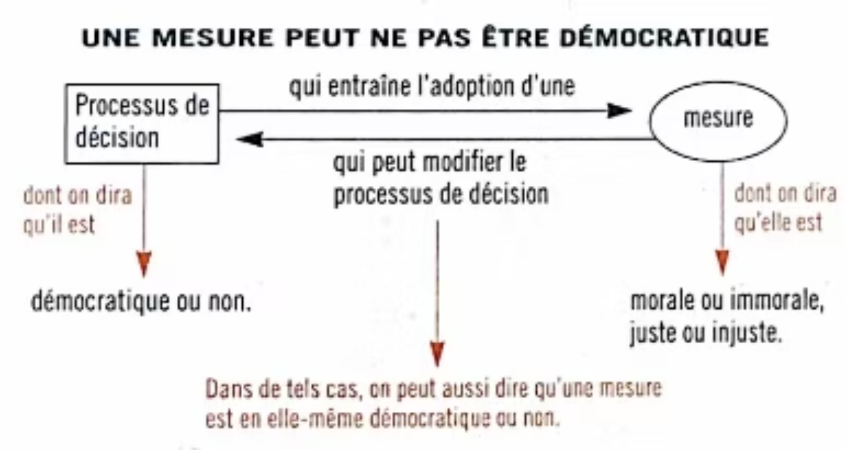 UNE MESURE PEUT NE PAS ÊTRE DÉMOCRATIQUE
Processus de
décision
qui entraîne l'adoption d'une
mesure
qui peut modifier le
processus de décision
dont on dira
qu'il est
dont on dira
qu'elle est
démocratique ou non.
morale ou immorale,
juste ou injuste.
Dans de tels cas, on peut aussi dire qu'une mesure
est en elle-même démocratique ou non.